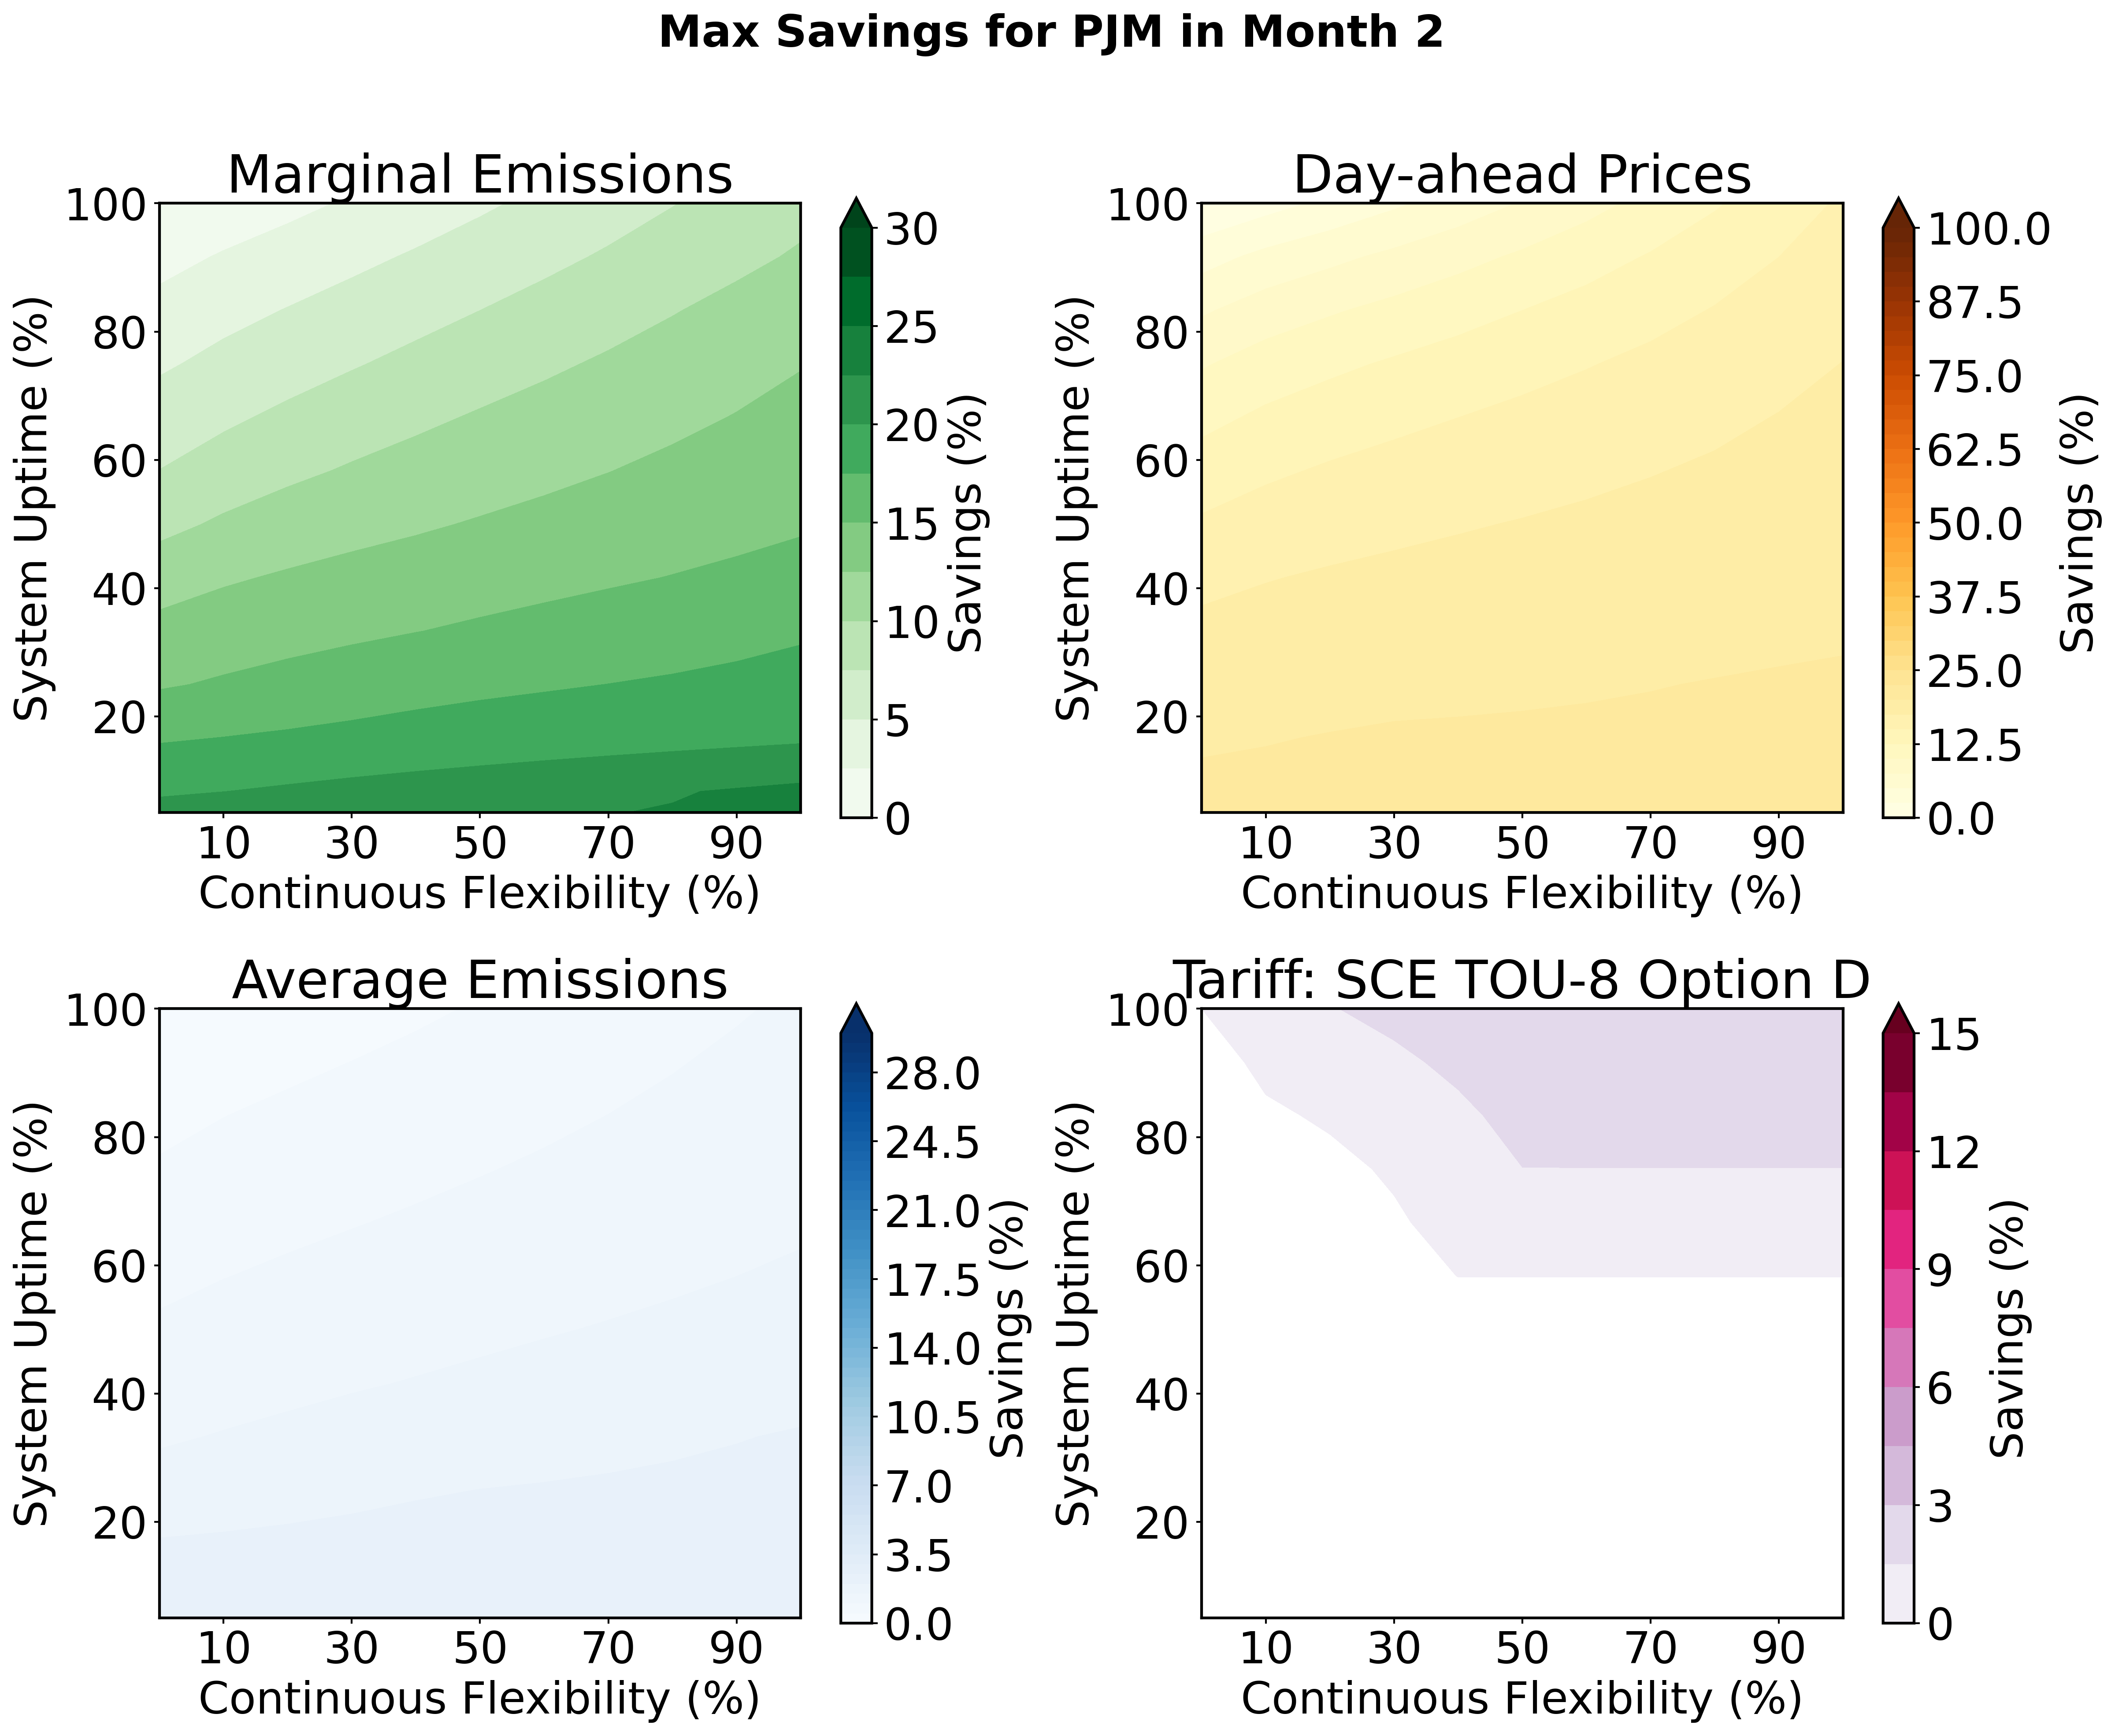 Max Savings for PJM in Month 2
Marginal Emissions
100
80
60
40
20
System Uptime (%)
10 30 50 70 90
Continuous Flexibility (%)
30
25
20
15
10
5
0
Savings (%)
Day-ahead Prices
100
80
60
40
20
System Uptime (%)
10 30 50 70 90
Continuous Flexibility (%)
100.0
87.5
75.0
62.5
50.0
37.5
25.0
12.5
0.0
Savings (%)
Average Emissions
100
80
60
40
20
System Uptime (%)
10 30 50 70 90
Continuous Flexibility (%)
28.0
24.5
21.0
17.5
14.0
10.5
7.0
3.5
0.0
Savings (%)
Tariff: SCE TOU-8 Option D
100
80
60
40
20
System Uptime (%)
10 30 50 70 90
Continuous Flexibility (%)
15
12
9
6
3
0
Savings (%)